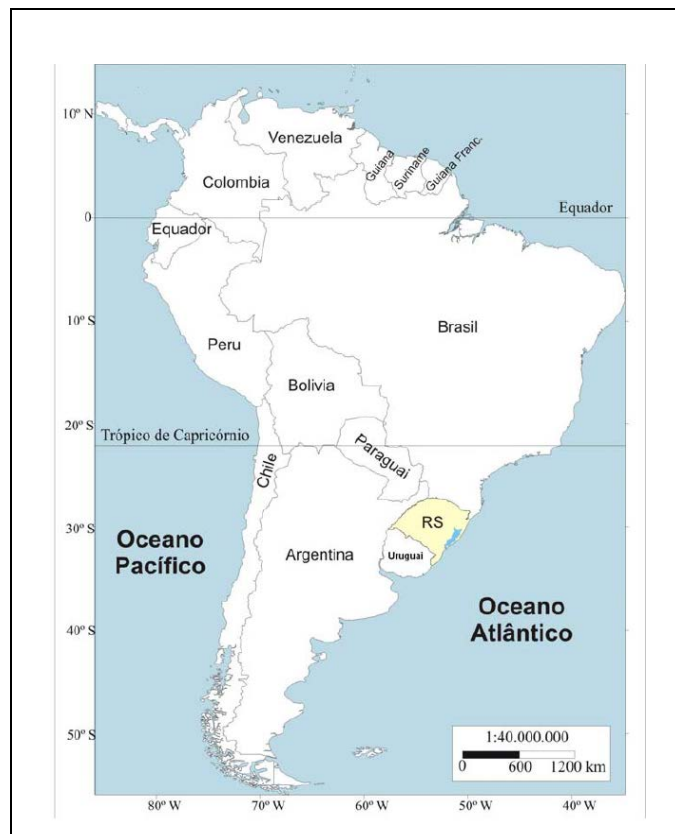 10º N
Venezuela
Guiana
Suriname
Guiana Franc.
Colombia
Equador
0
Equador
10º S
Peru
Brasil
Bolivia
20º S
Trópico de Capricórnio
Paraguai
Chile
RS
30º S
Oceano
Pacífico
Argentina
Uruguai
Oceano
Atlântico
40º S
1:40.000.000
0 600 1200 km
50º S
80º W 70º W 60º W 50º W 40º W